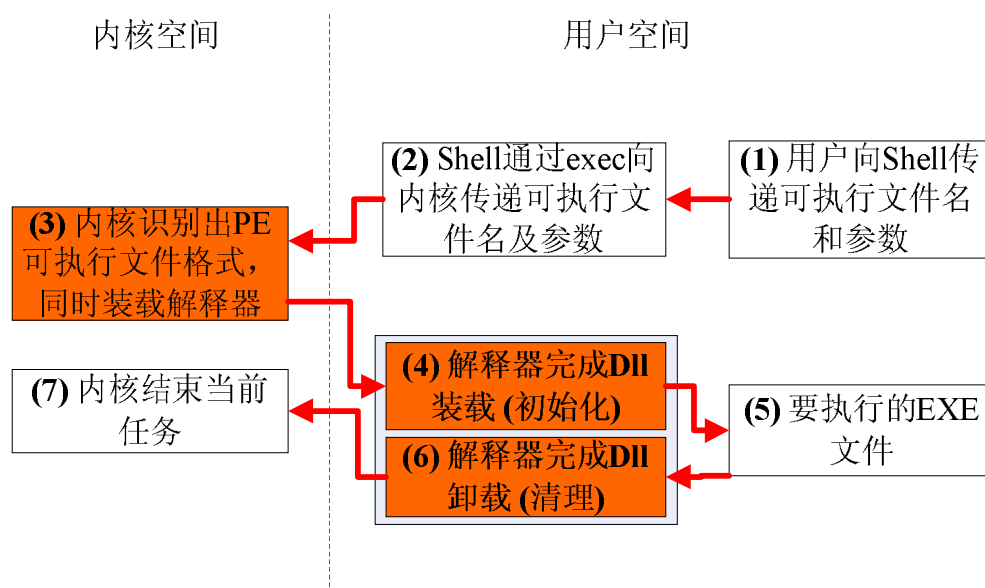 内核空间
用户空间
(1) 用户向Shell传
递可执行文件名
和参数
(2) Shell通过exec向
内核传递可执行文
件名及参数
(3) 内核识别出PE
可执行文件格式，
同时装载解释器
(4) 解释器完成Dll
装载 (初始化)
(5) 要执行的EXE
文件
(6) 解释器完成Dll
卸载 (清理)
(7) 内核结束当前
任务